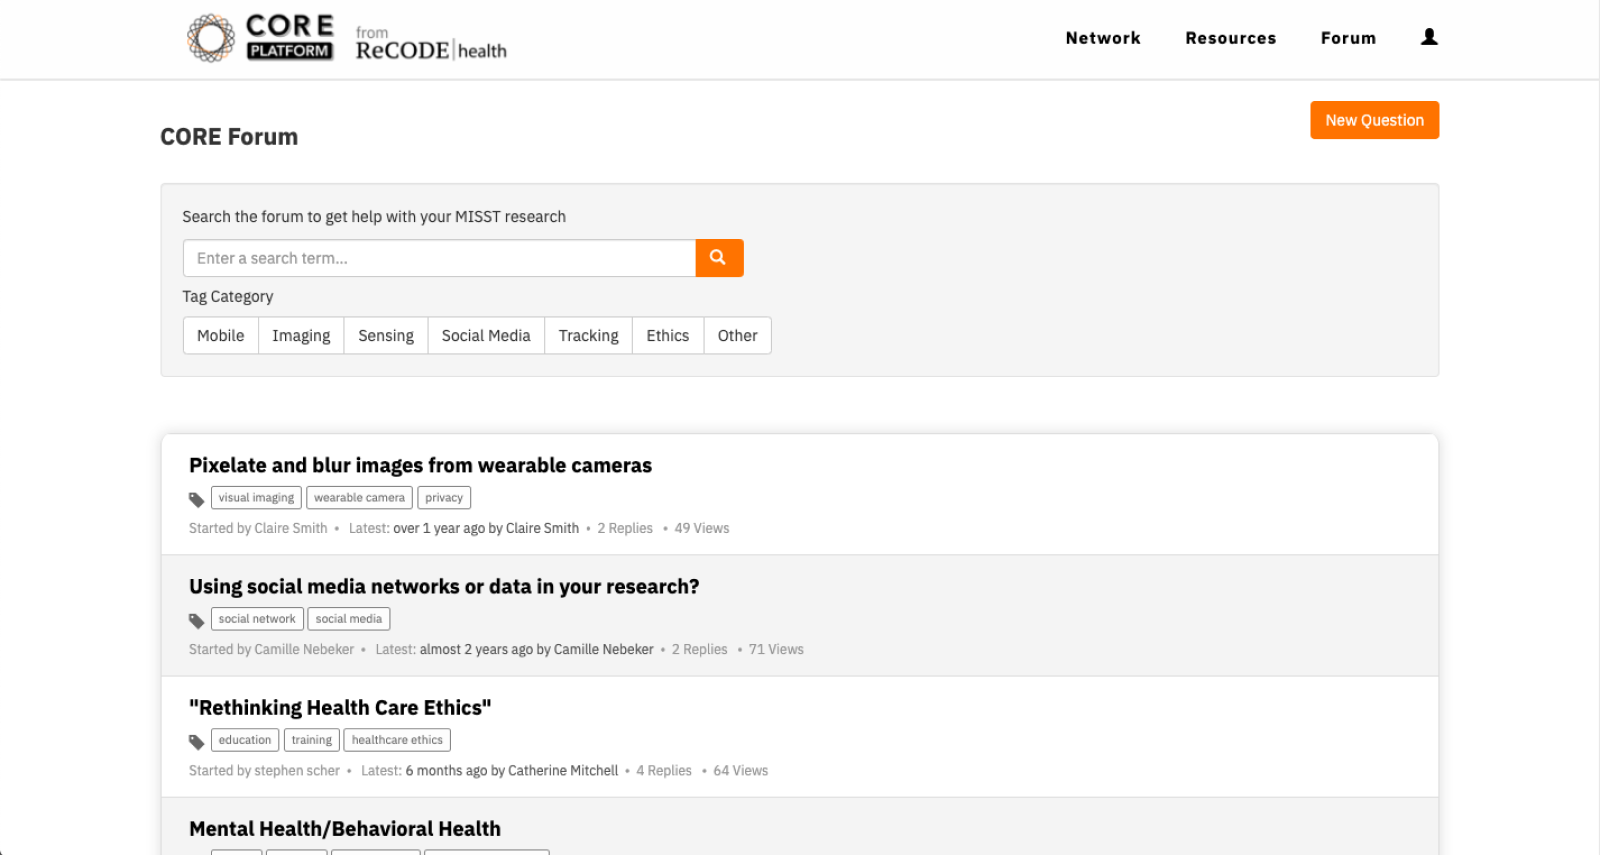 CORE
PLATFORM
from
ReCODE health
Network Resources Forum
CORE Forum
New Question
Search the forum to get help with your MISST research
Enter a search term...
Tag Category
Mobile Imaging Sensing Social Media Tracking Ethics Other
Pixelate and blur images from wearable cameras
visual imaging wearable camera privacy
Started by Claire Smith • Latest: over 1 year ago by Claire Smith • 2 Replies • 49 Views
Using social media networks or data in your research?
social network social media
Started by Camille Nebeker • Latest: almost 2 years ago by Camille Nebeker • 2 Replies • 71 Views
"Rethinking Health Care Ethics"
education training healthcare ethics
Started by stephen scher • Latest: 6 months ago by Catherine Mitchell • 4 Replies • 64 Views
Mental Health/Behavioral Health